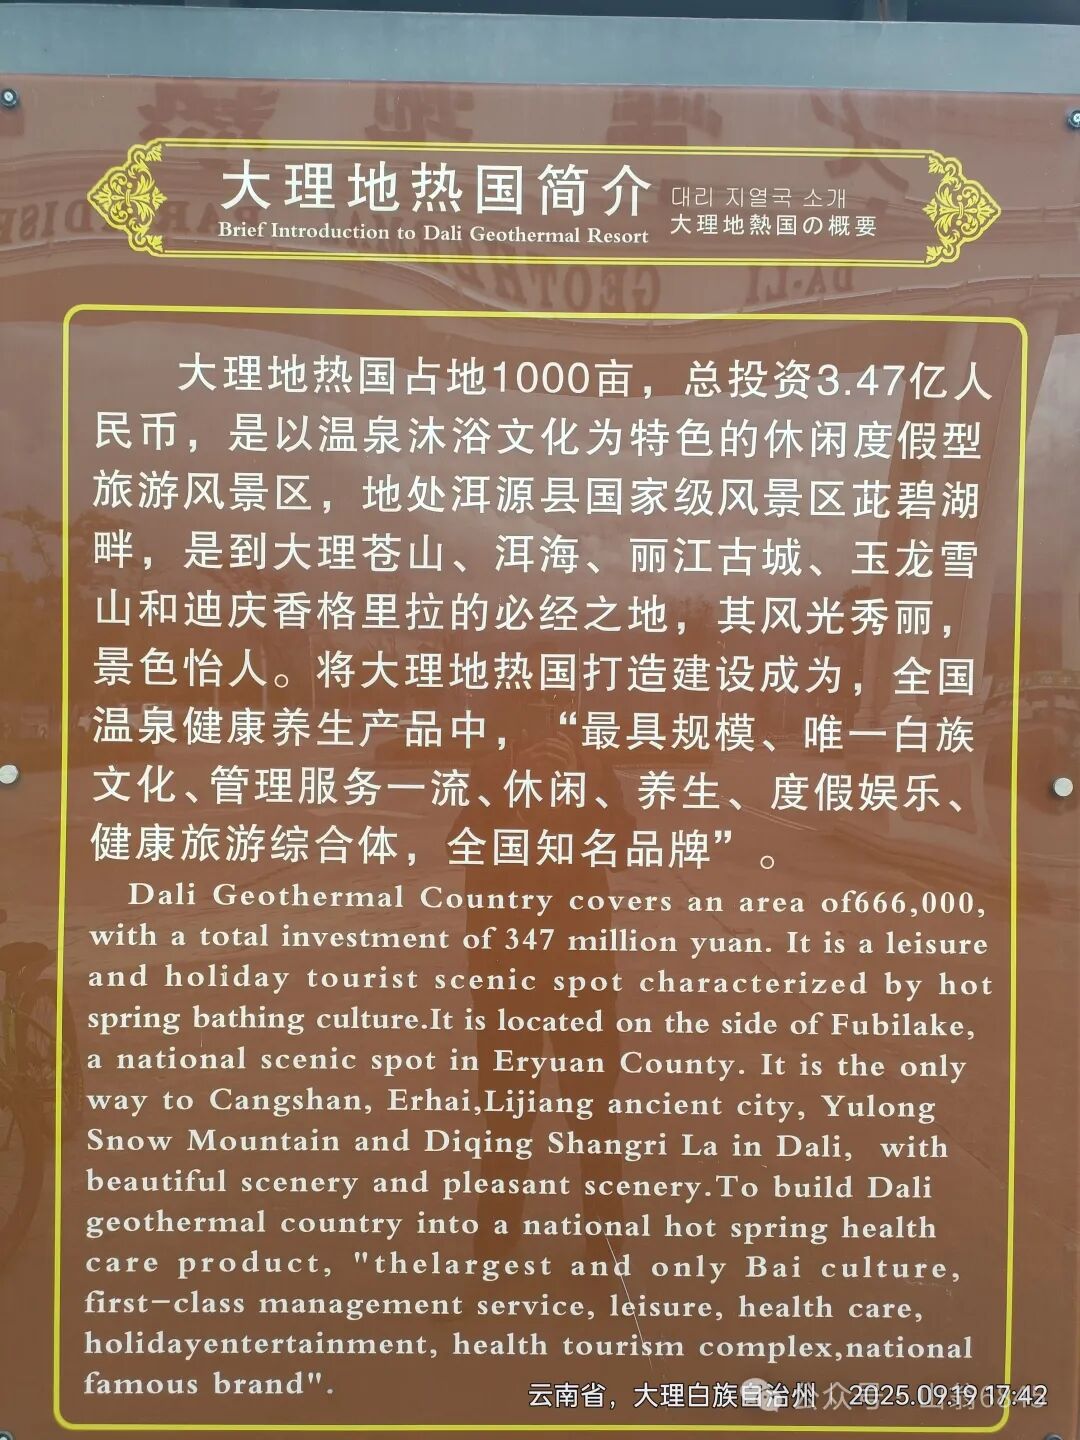 大理地热国简介
Brief Introduction to Dali Geothermal Resort
대리 지열국 소개
大理地熱国の概要
大理地热国占地1000亩，总投资3.47亿人
民币，是以温泉沐浴文化为特色的休闲度假型
旅游风景区，地处洱源县国家级风景区茈碧湖
畔，是到大理苍山、洱海、丽江古城、玉龙雪
山和迪庆香格里拉的必经之地，其风光秀丽，
景色怡人。将大理地热国打造建设成为，全国
温泉健康养生产品中，“最具规模、唯一白族
文化、管理服务一流、休闲、养生、度假娱乐、
健康旅游综合体，全国知名品牌”。
Dali Geothermal Country covers an area of666,000,
with a total investment of 347 million yuan. It is a leisure
and holiday tourist scenic spot characterized by hot
spring bathing culture.It is located on the side of Fubilake,
a national scenic spot in Eryuan County. It is the only
way to Cangshan, Erhai,Lijiang ancient city, Yulong
Snow Mountain and Diqing Shangri La in Dali, with
beautiful scenery and pleasant scenery.To build Dali
geothermal country into a national hot spring health
care product, "thelargest and only Bai culture,
first-class management service, leisure, health care,
holidayentertainment, health tourism complex,national
famous brand".
云南省，大理白族自治州 2025.09.19 17:42
公众号